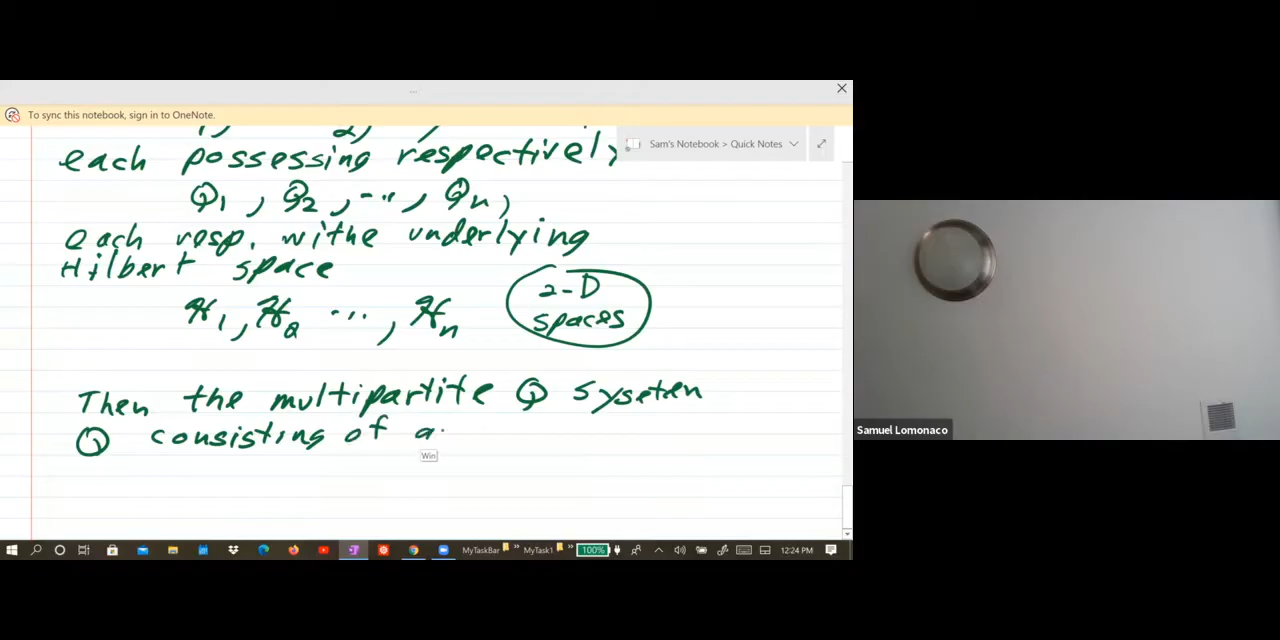 To sync this notebook, sign in to OneNote.
Sam's Notebook > Quick Notes
each possessing respectively
Q1, Q2, ..., Qn,
each resp. withe underlying
Hilbert space
H1, H2 ..., Hn
2-D
spaces
Then the multipartite Q syseten
Q consisting of a
Win
Samuel Lomonaco
MyTaskBar
MyTask1
100%
12:24 PM